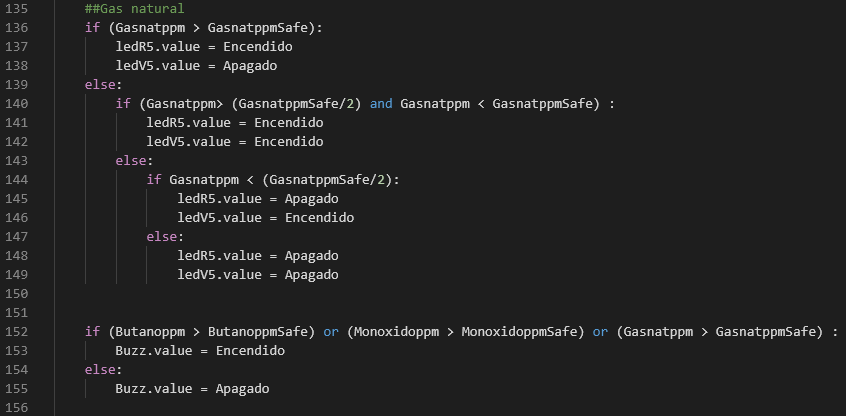 135 ##Gas natural
136 if (Gasnatppm > GasnatppmSafe):
137 ledR5.value = Encendido
138 ledV5.value = Apagado
139 else:
140 if (Gasnatppm> (GasnatppmSafe/2) and Gasnatppm < GasnatppmSafe) :
141 ledR5.value = Encendido
142 ledV5.value = Encendido
143 else:
144 if Gasnatppm < (GasnatppmSafe/2):
145 ledR5.value = Apagado
146 ledV5.value = Encendido
147 else:
148 ledR5.value = Apagado
149 ledV5.value = Apagado
150
151
152 if (Butanoppm > ButanoppmSafe) or (Monoxidoppm > MonoxidoppmSafe) or (Gasnatppm > GasnatppmSafe) :
153 Buzz.value = Encendido
154 else:
155 Buzz.value = Apagado
156